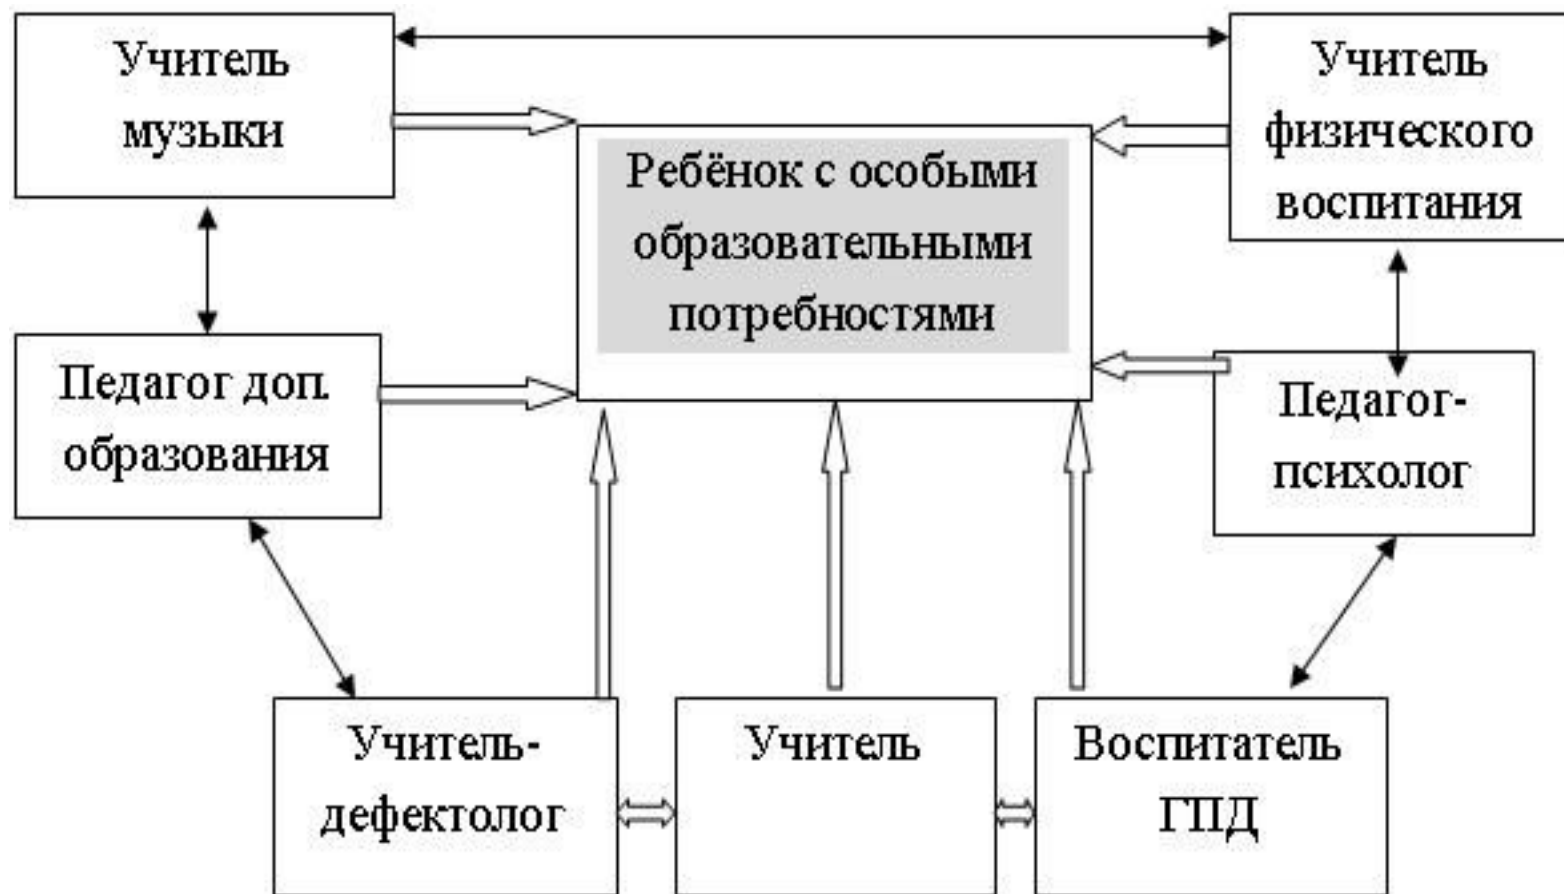 Учитель
музыки
Учитель
физического
воспитания
Ребёнок с особыми
образовательными
потребностями
Педагог доп.
образования
Педагог-
психолог
Учитель-
дефектолог
Учитель
Воспитатель
ГПД